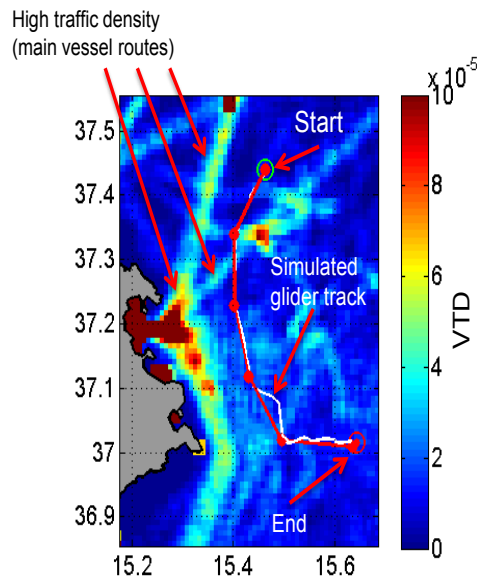 High traffic density
(main vessel routes)
x 10-5
10
37.5
Start
37.4
8
37.3
Simulated
glider track
6
37.2
VTD
4
37.1
37
2
End
36.9
0
15.2
15.4
15.6